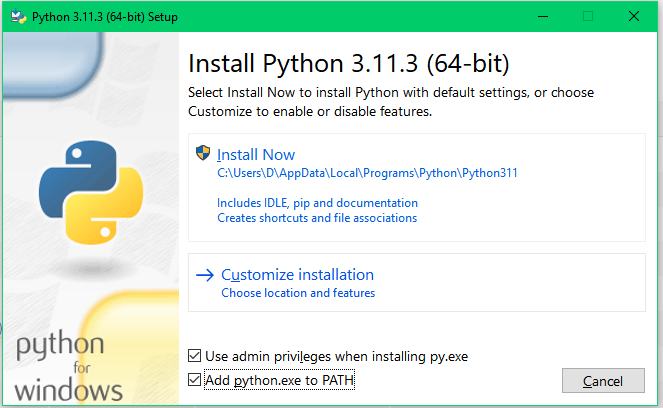 Python 3.11.3 (64-bit) Setup
Install Python 3.11.3 (64-bit)
Select Install Now to install Python with default settings, or choose
Customize to enable or disable features.
Install Now
C:\Users\D\AppData\Local\Programs\Python\Python311
Includes IDLE, pip and documentation
Creates shortcuts and file associations
Customize installation
Choose location and features
Use admin privileges when installing py.exe
Add python.exe to PATH
Cancel
python
for
windows